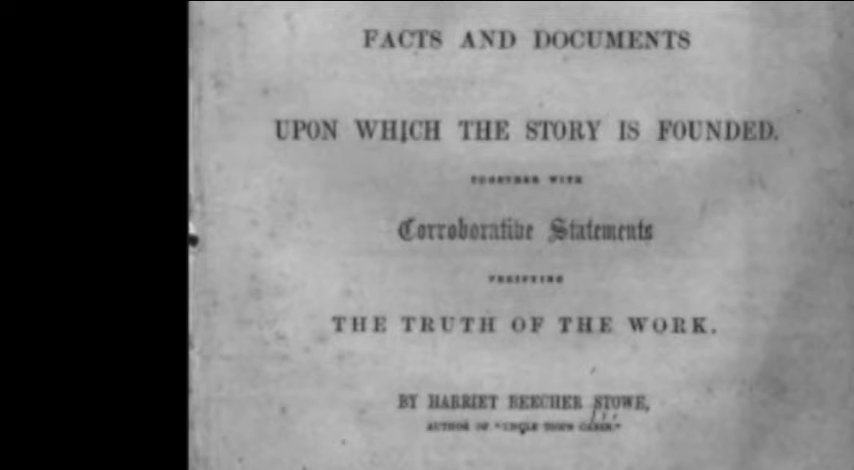 FACTS AND DOCUMENTS
UPON WHICH THE STORY IS FOUNDED.
TOGETHER WITH
Corroborative Statements
VERIFYING
THE TRUTH OF THE WORK.
BY HARRIET BEECHER STOWE,
AUTHOR OF "UNCLE TOM'S CABIN."